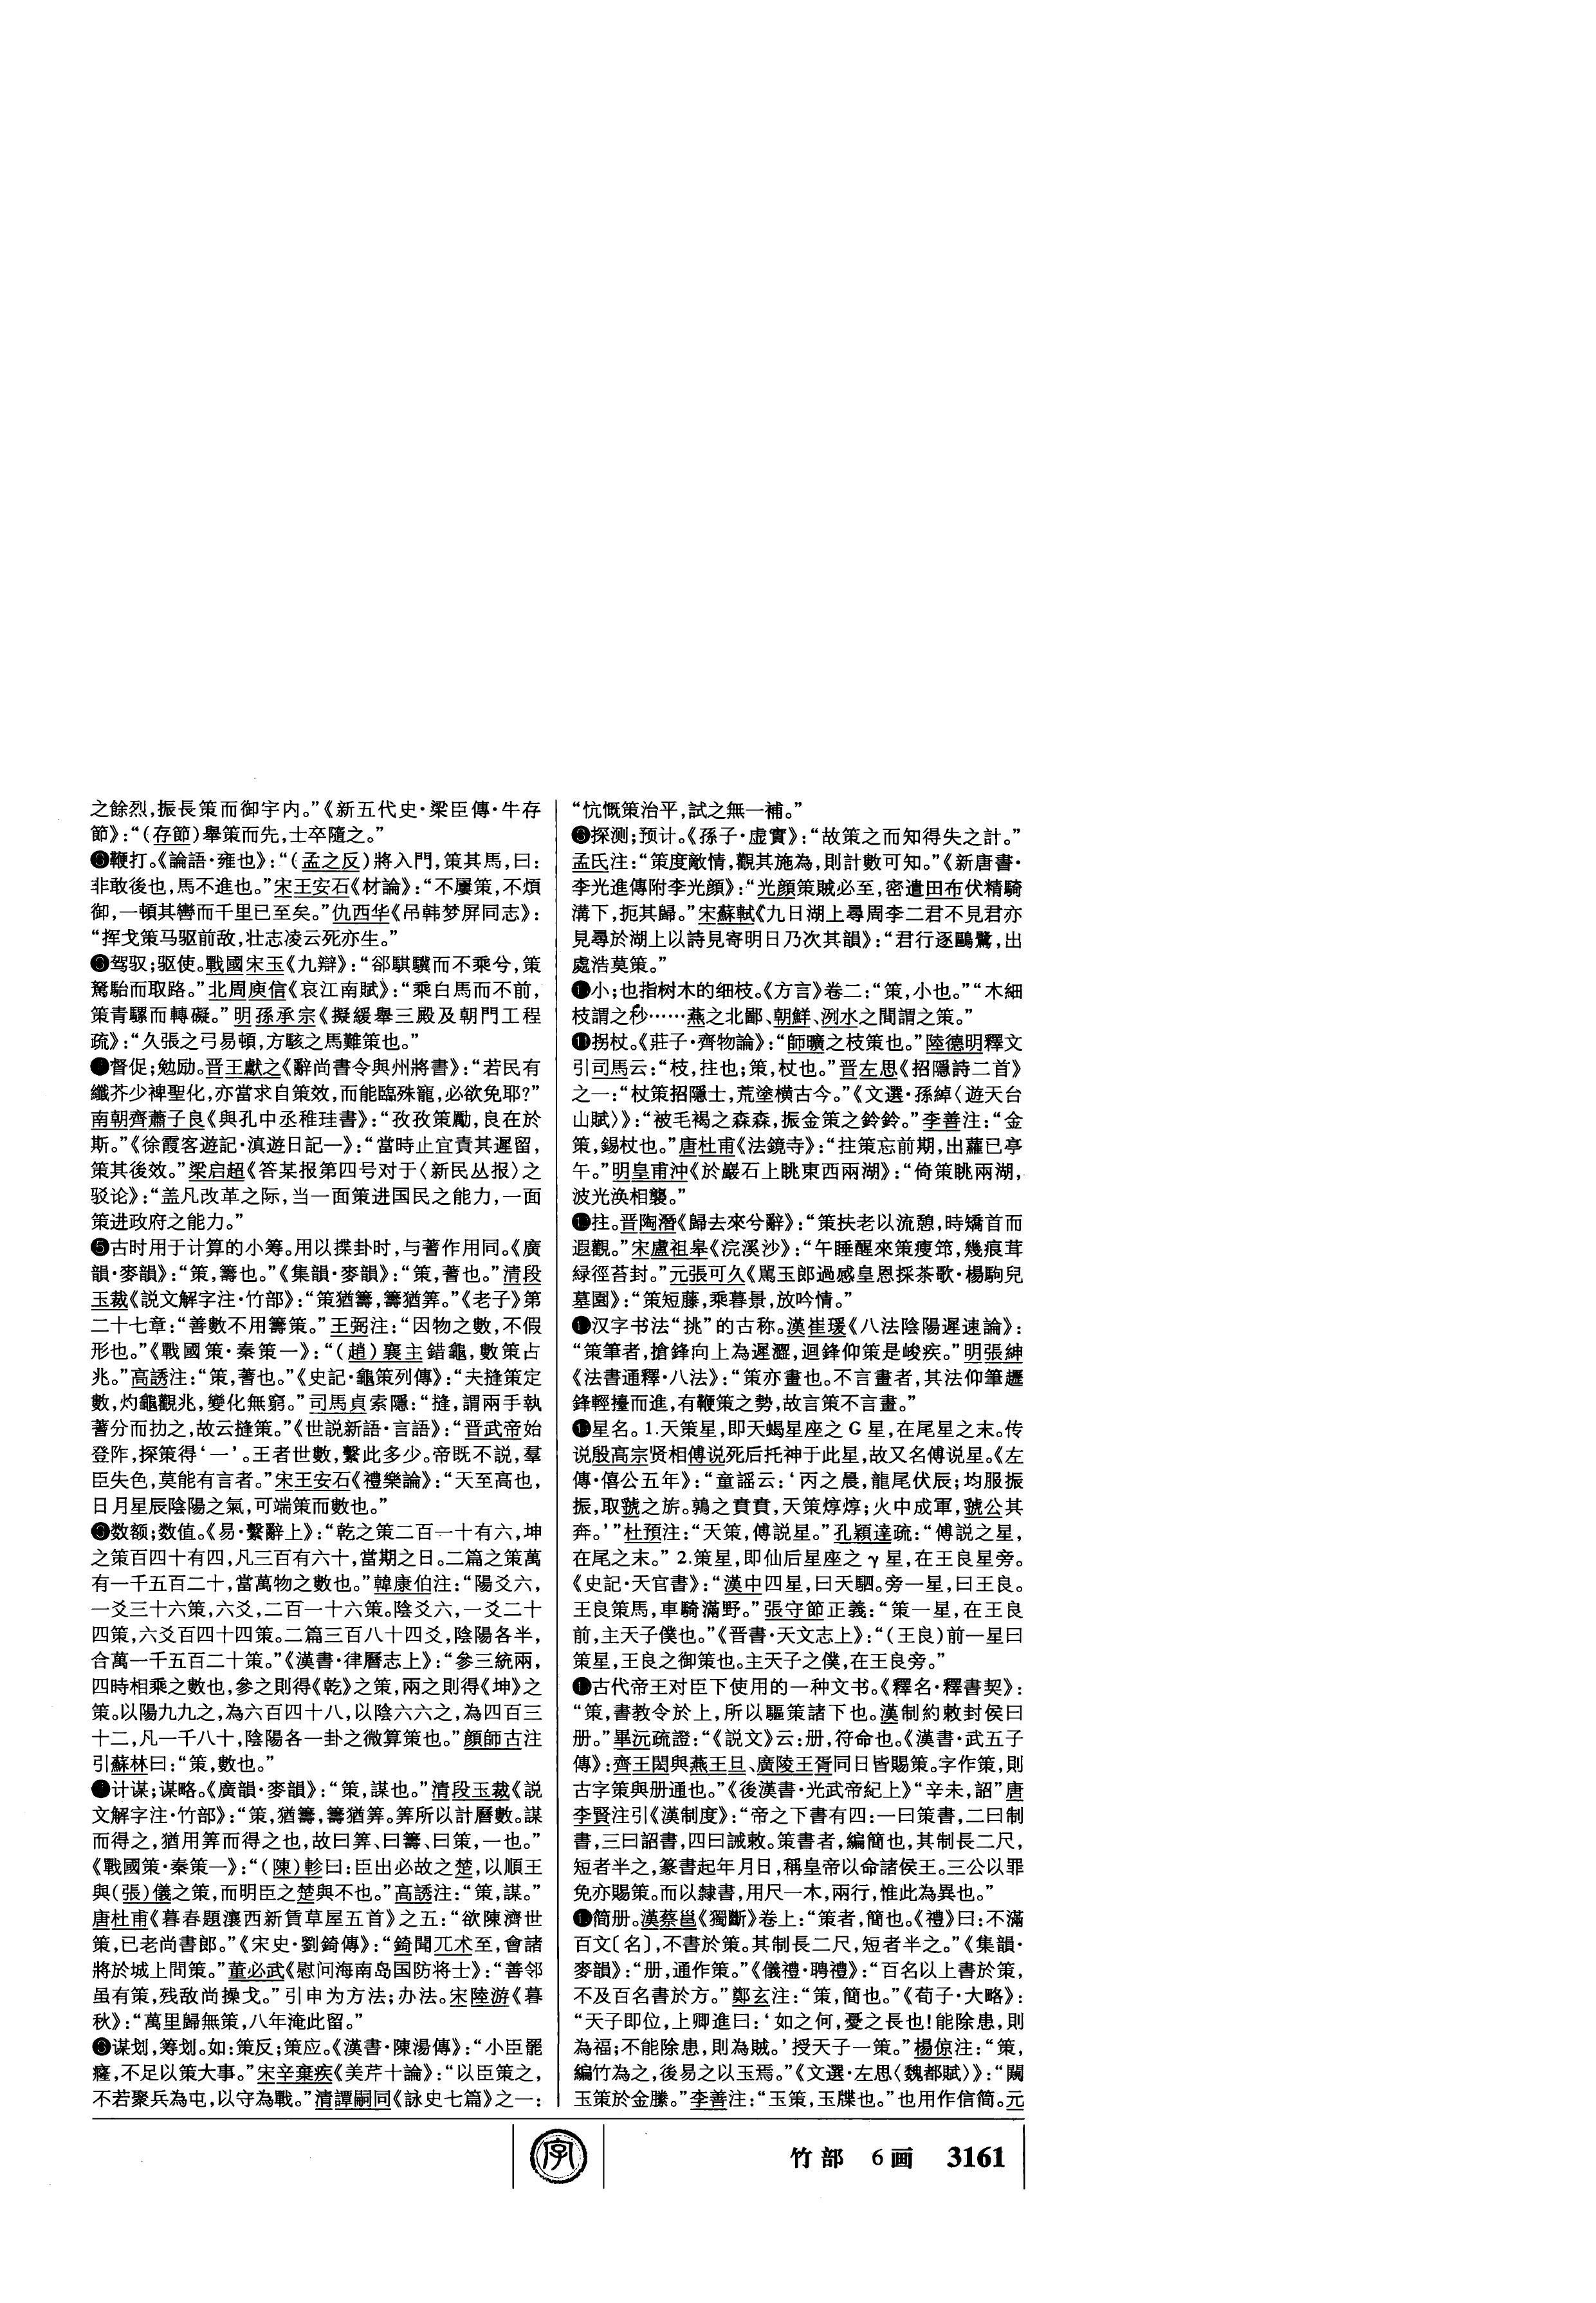 之餘烈，振長策而御宇内。”《新五代史·梁臣傳·牛存
節》：“（存節）舉策而先，士卒隨之。”
❷鞭打。《論語·雍也》：“（孟之反）將入門，策其馬，曰：
非敢後也，馬不進也。”宋王安石《材論》：“不屢策，不煩
御，一頓其轡而千里已至矣。”仇西华《吊韩梦屏同志》：
“挥戈策马驱前敌，壮志凌云死亦生。”
❸驾驭；驱使。戰國宋玉《九辯》：“郤騏驥而不乘兮，策
駑駘而取路。”北周庾信《哀江南賦》：“乘白馬而不前，
策青騾而轉礙。”明孫承宗《擬緩舉三殿及朝門工程
疏》：“久張之弓易頓，方駭之馬難策也。”
❹督促；勉励。晋王獻之《辭尚書令與州將書》：“若民有
纖芥少裨聖化，亦當求自策效，而能臨殊寵，必欲免耶？”
南朝齊蕭子良《與孔中丞稚珪書》：“孜孜策勵，良在於
斯。”《徐霞客遊記·滇遊日記一》：“當時止宜責其遲留，
策其後效。”梁启超《答某报第四号对于〈新民丛报〉之
驳论》：“盖凡改革之际，当一面策进国民之能力，一面
策进政府之能力。”
❺古时用于计算的小筹。用以揲卦时，与蓍作用同。《廣
韻·麥韻》：“策，籌也。”《集韻·麥韻》：“策，蓍也。”清段
玉裁《説文解字注·竹部》：“策猶籌，籌猶筭。”《老子》第
二十七章：“善數不用籌策。”王弼注：“因物之數，不假
形也。”《戰國策·秦策一》：“（趙）襄主錯龜，數策占
兆。”高誘注：“策，蓍也。”《史記·龜策列傳》：“夫摓策定
數，灼龜觀兆，變化無窮。”司馬貞索隱：“摓，謂兩手執
蓍分而扐之，故云摓策。”《世説新語·言語》：“晋武帝始
登阼，探策得‘一’。王者世數，繫此多少。帝既不説，羣
臣失色，莫能有言者。”宋王安石《禮樂論》：“天至高也，
日月星辰陰陽之氣，可端策而數也。”
❻数额；数值。《易·繫辭上》：“乾之策二百一十有六，坤
之策百四十有四，凡三百有六十，當期之日。二篇之策萬
有一千五百二十，當萬物之數也。”韓康伯注：“陽爻六，
一爻三十六策，六爻，二百一十六策。陰爻六，一爻二十
四策，六爻百四十四策。二篇三百八十四爻，陰陽各半，
合萬一千五百二十策。”《漢書·律曆志上》：“參三統兩，
四時相乘之數也，參之則得《乾》之策，兩之則得《坤》之
策。以陽九九之，為六百四十八，以陰六六之，為四百三
十二，凡一千八十，陰陽各一卦之微算策也。”顔師古注
引蘇林曰：“策，數也。”
❼计谋；谋略。《廣韻·麥韻》：“策，謀也。”清段玉裁《説
文解字注·竹部》：“策，猶籌，籌猶筭。筭所以計曆數。謀
而得之，猶用筭而得之也，故曰筭、曰籌、曰策，一也。”
《戰國策·秦策一》：“（陳）軫曰：臣出必故之楚，以順王
與（張）儀之策，而明臣之楚與不也。”高誘注：“策，謀。”
唐杜甫《暮春題瀼西新賃草屋五首》之五：“欲陳濟世
策，已老尚書郎。”《宋史·劉錡傳》：“錡聞兀术至，會諸
將於城上問策。”董必武《慰问海南岛国防将士》：“善邻
虽有策，残敌尚操戈。”引申为方法；办法。宋陸游《暮
秋》：“萬里歸無策，八年淹此留。”
❽谋划，筹划。如：策反；策应。《漢書·陳湯傳》：“小臣罷
癃，不足以策大事。”宋辛棄疾《美芹十論》：“以臣策之，
不若聚兵為屯，以守為戰。”清譚嗣同《詠史七篇》之一：
“忼慨策治平，試之無一補。”
❾探测；预计。《孫子·虚實》：“故策之而知得失之計。”
孟氏注：“策度敵情，觀其施為，則計數可知。”《新唐書·
李光進傳附李光顔》：“光顔策賊必至，密遣田布伏精騎
溝下，扼其歸。”宋蘇軾《九日湖上尋周李二君不見君亦
見尋於湖上以詩見寄明日乃次其韻》：“君行逐鷗鷺，出
處浩莫策。”
❿小；也指树木的细枝。《方言》卷二：“策，小也。”“木細
枝謂之杪……燕之北鄙、朝鮮、洌水之間謂之策。”
⓫拐杖。《莊子·齊物論》：“師曠之枝策也。”陸德明釋文
引司馬云：“枝，拄也；策，杖也。”晋左思《招隱詩二首》
之一：“杖策招隱士，荒塗橫古今。”《文選·孫綽〈遊天台
山賦〉》：“被毛褐之森森，振金策之鈴鈴。”李善注：“金
策，錫杖也。”唐杜甫《法鏡寺》：“拄策忘前期，出蘿已亭
午。”明皇甫沖《於巖石上眺東西兩湖》：“倚策眺兩湖，
波光渙相襲。”
⓬拄。晋陶潛《歸去來兮辭》：“策扶老以流憩，時矯首而
遐觀。”宋盧祖皋《浣溪沙》：“午睡醒來策瘦筇，幾痕茸
緑徑苔封。”元張可久《駡玉郎過感皇恩採茶歌·楊駒兒
墓園》：“策短藤，乘暮景，放吟情。”
⓭汉字书法“挑”的古称。漢崔瑗《八法陰陽遲速論》：
“策筆者，搶鋒向上為遲澀，迴鋒仰策是峻疾。”明張紳
《法書通釋·八法》：“策亦畫也。不言畫者，其法仰筆趯
鋒輕擡而進，有鞭策之勢，故言策不言畫。”
⓮星名。1.天策星，即天蝎星座之 G 星，在尾星之末。传
说殷高宗贤相傅说死后托神于此星，故又名傅说星。《左
傳·僖公五年》：“童謡云：‘丙之晨，龍尾伏辰；均服振
振，取虢之旂。鶉之賁賁，天策焞焞；火中成軍，虢公其
奔。’”杜預注：“天策，傅説星。”孔穎達疏：“傅説之星，
在尾之末。” 2.策星，即仙后星座之 γ 星，在王良星旁。
《史記·天官書》：“漢中四星，曰天駟。旁一星，曰王良。
王良策馬，車騎滿野。”張守節正義：“策一星，在王良
前，主天子僕也。”《晋書·天文志上》：“（王良）前一星曰
策星，王良之御策也。主天子之僕，在王良旁。”
⓯古代帝王对臣下使用的一种文书。《釋名·釋書契》：
“策，書教令於上，所以驅策諸下也。漢制約敕封侯曰
册。”畢沅疏證：“《説文》云：册，符命也。《漢書·武五子
傳》：齊王閎與燕王旦、廣陵王胥同日皆賜策。字作策，則
古字策與册通也。”《後漢書·光武帝紀上》“辛未，詔”唐
李賢注引《漢制度》：“帝之下書有四：一曰策書，二曰制
書，三曰詔書，四曰誡敕。策書者，編簡也，其制長二尺，
短者半之，篆書起年月日，稱皇帝以命諸侯王。三公以罪
免亦賜策。而以隸書，用尺一木，兩行，惟此為異也。”
⓰简册。漢蔡邕《獨斷》卷上：“策者，簡也。《禮》曰：不滿
百文〔名〕，不書於策。其制長二尺，短者半之。”《集韻·
麥韻》：“册，通作策。”《儀禮·聘禮》：“百名以上書於策，
不及百名書於方。”鄭玄注：“策，簡也。”《荀子·大略》：
“天子即位，上卿進曰：‘如之何，憂之長也！能除患，則
為福；不能除患，則為賊。’授天子一策。”楊倞注：“策，
編竹為之，後易之以玉焉。”《文選·左思〈魏都賦〉》：“闚
玉策於金縢。”李善注：“玉策，玉牒也。”也用作信简。元
字
竹部 6画 3161